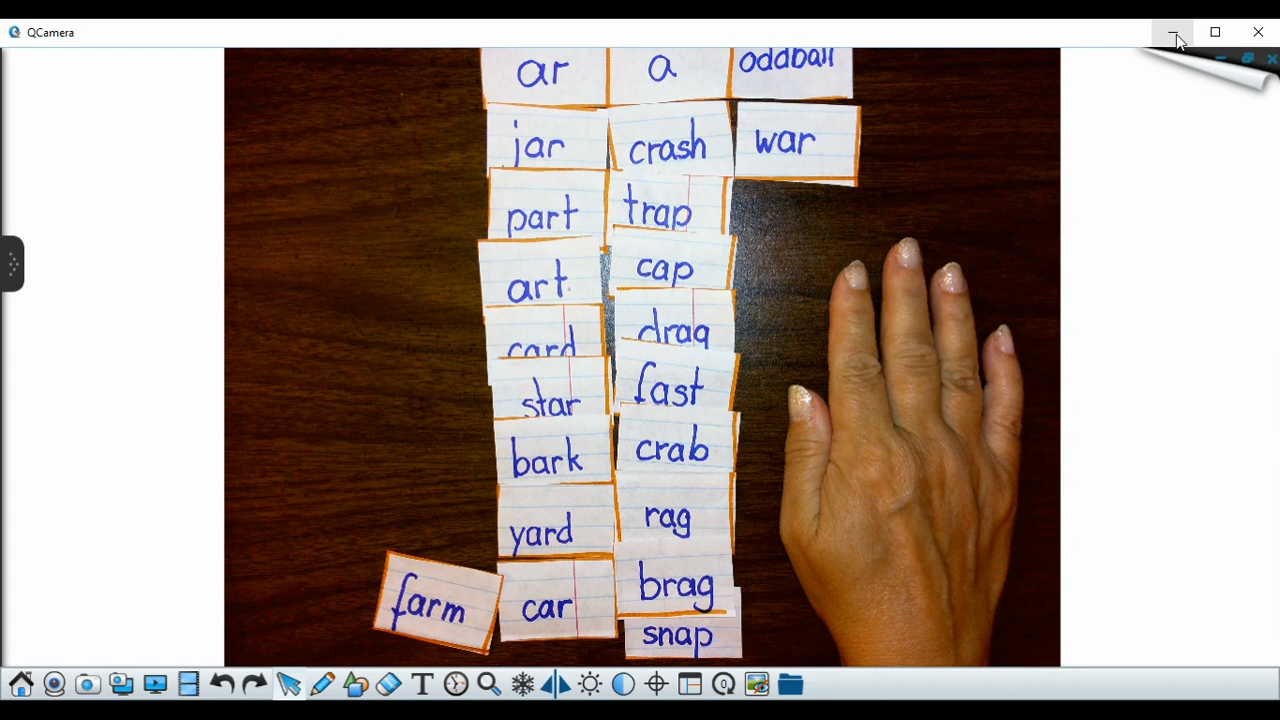 QCamera
ar a oddball
jar crash war
part trap
art cap
card drag
star fast
bark crab
yard rag
farm car brag
snap